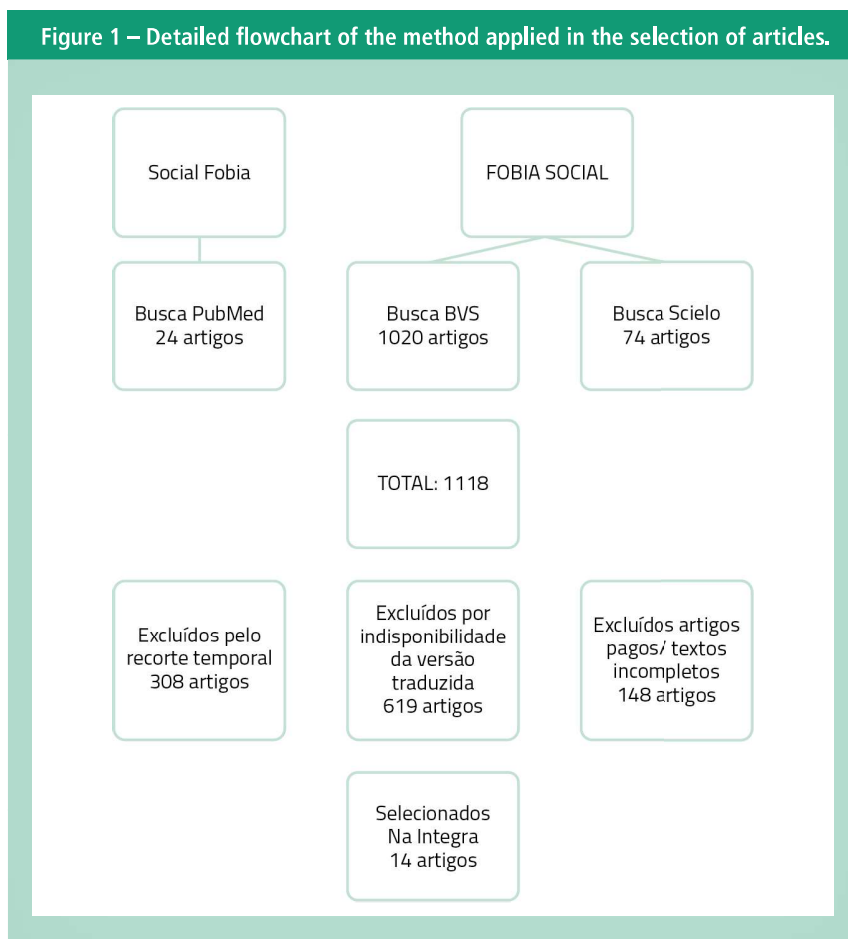 Figure 1 – Detailed flowchart of the method applied in the selection of articles.
Social Fobia
FOBIA SOCIAL
Busca PubMed
24 artigos
Busca BVS
1020 artigos
Busca Scielo
74 artigos
TOTAL: 1118
Excluídos pelo
recorte temporal
308 artigos
Excluídos por
indisponibilidade
da versão
traduzida
619 artigos
Excluídos artigos
pagos/ textos
incompletos
148 artigos
Selecionados
Na Integra
14 artigos